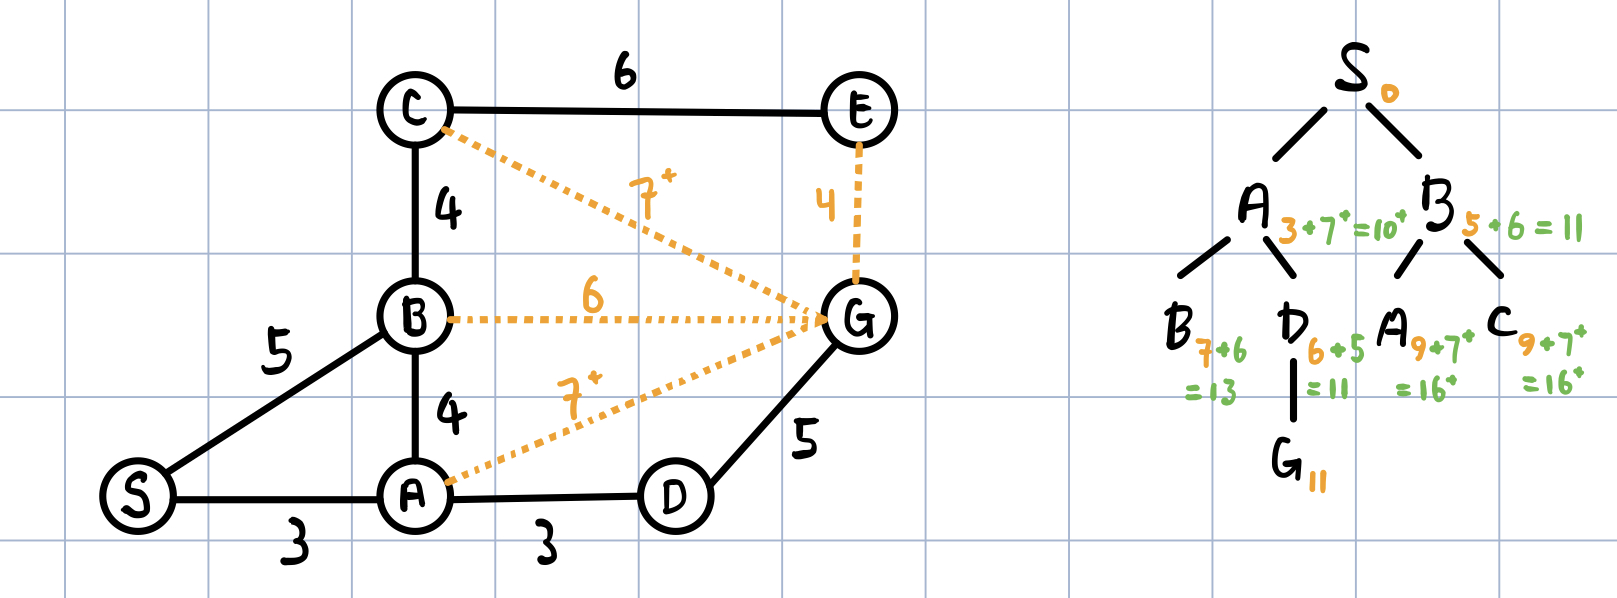 6
C
E
7+
4
4
S 0
A 3+7+=10+
B 5+6=11
B
6
G
5
7+
4
5
S
A
D
3
3
B 7+6
=13
D 6+5
=11
A 9+7+
=16+
C 9+7+
=16+
G 11